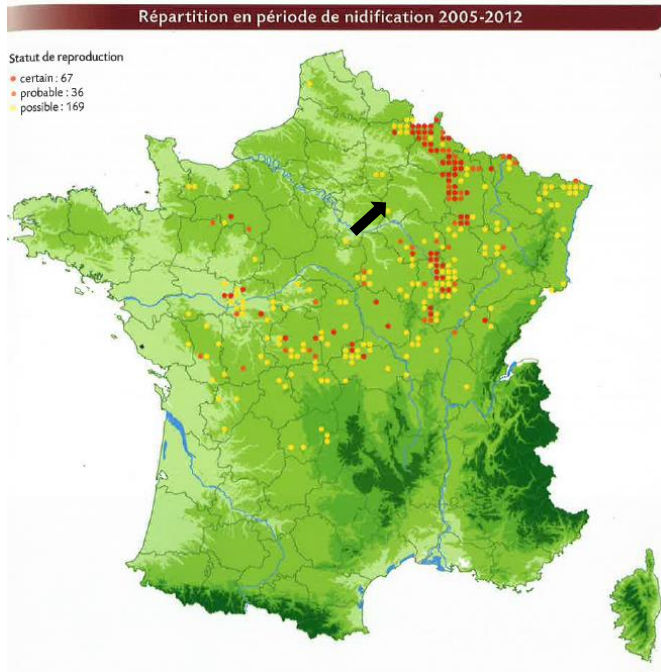 Répartition en période de nidification 2005-2012
Statut de reproduction
certain : 67
probable : 36
possible : 169